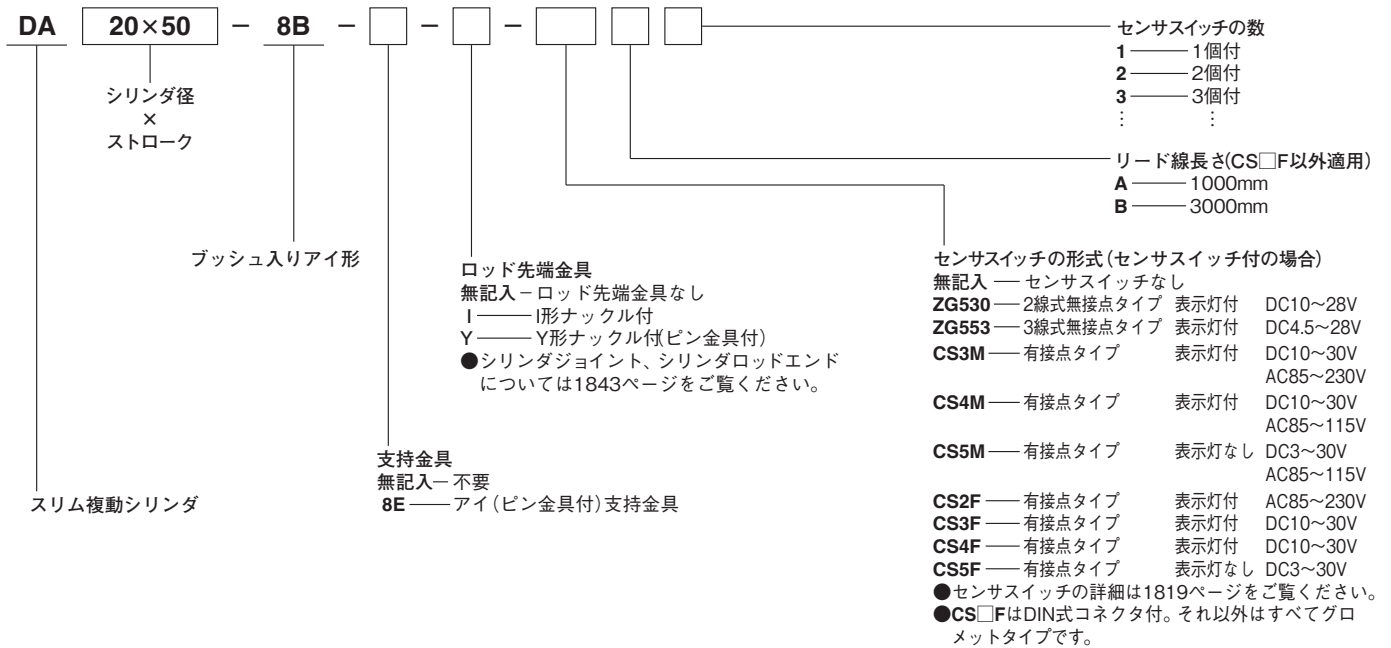 DA 20×50 − 8B − □ − □ − □ □ □
シリンダ径
×
ストローク
ブッシュ入りアイ形
スリム複動シリンダ
支持金具
無記入 — 不要
8E —— アイ（ピン金具付）支持金具
ロッド先端金具
無記入 − ロッド先端金具なし
I —— I形ナックル付
Y —— Y形ナックル付(ピン金具付)
●シリンダジョイント、シリンダロッドエンド
については1843ページをご覧ください。
センサスイッチの数
1 —— 1個付
2 —— 2個付
3 —— 3個付
⋮ ⋮
リード線長さ(CS□F以外適用)
A —— 1000mm
B —— 3000mm
センサスイッチの形式(センサスイッチ付の場合)
無記入 — センサスイッチなし
ZG530 — 2線式無接点タイプ 表示灯付 DC10～28V
ZG553 — 3線式無接点タイプ 表示灯付 DC4.5～28V
CS3M — 有接点タイプ 表示灯付 DC10～30V
AC85～230V
CS4M — 有接点タイプ 表示灯付 DC10～30V
AC85～115V
CS5M — 有接点タイプ 表示灯なし DC3～30V
AC85～115V
CS2F — 有接点タイプ 表示灯付 AC85～230V
CS3F — 有接点タイプ 表示灯付 DC10～30V
CS4F — 有接点タイプ 表示灯付 DC10～30V
CS5F — 有接点タイプ 表示灯なし DC3～30V
●センサスイッチの詳細は1819ページをご覧ください。
●CS□FはDIN式コネクタ付。それ以外はすべてグロ
メットタイプです。